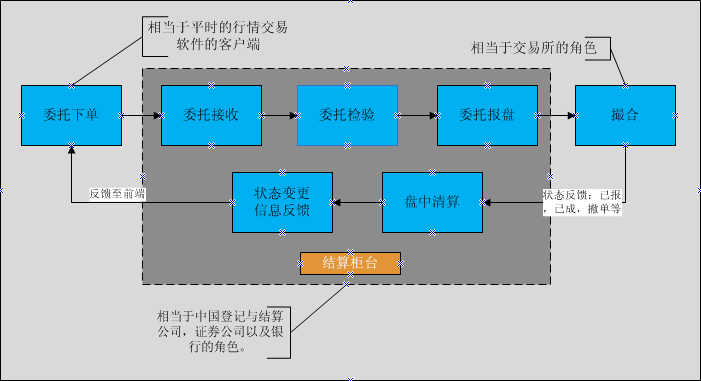 相当于平时的行情交易
软件的客户端
相当于交易所的角色
委托下单
委托接收
委托检验
委托报盘
撮合
反馈至前端
状态变更
信息反馈
盘中清算
状态反馈：已报
，已成，撤单等
结算柜台
相当于中国登记与结算
公司，证券公司以及银
行的角色。